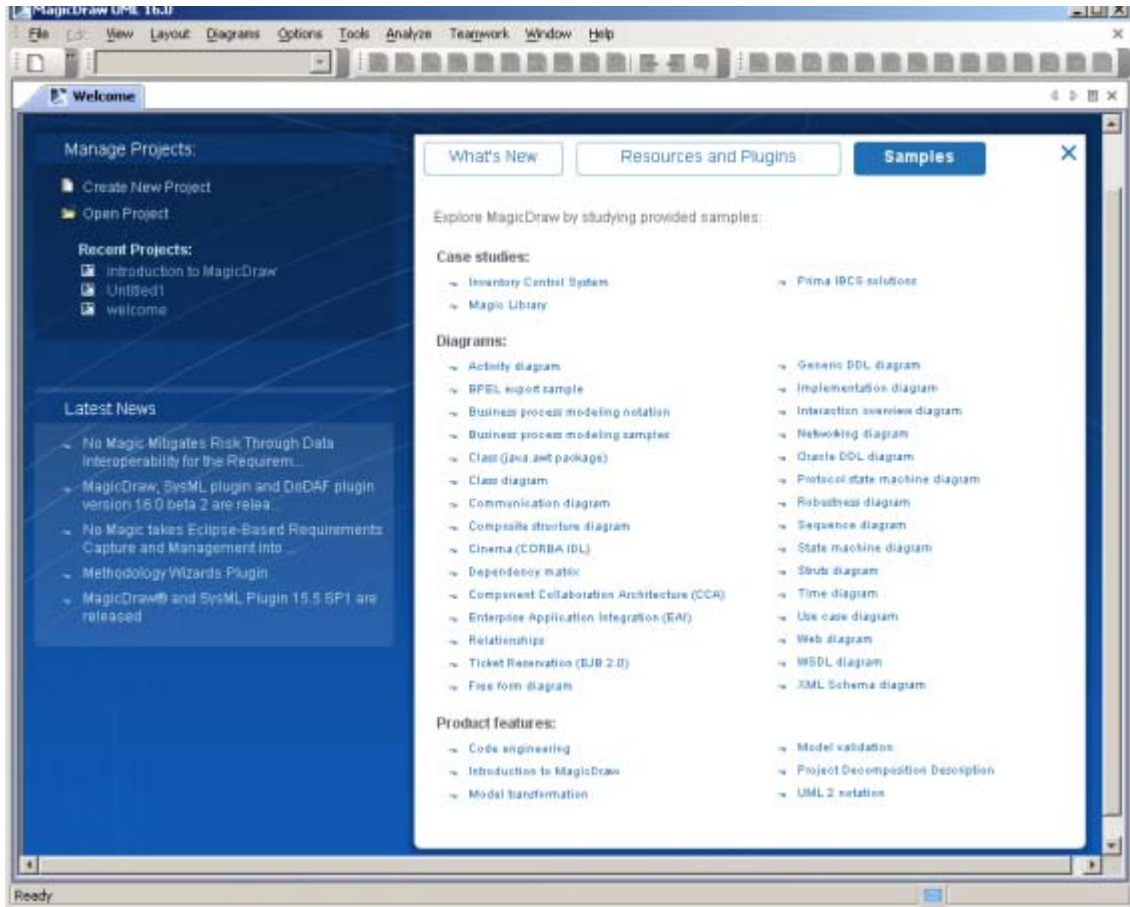 MagicDraw UML 16.0
File Edit View Layout Diagrams Options Tools Analyze Teamwork Window Help
Welcome
Manage Projects:
Create New Project
Open Project
Recent Projects:
introduction to MagicDraw
Untitled1
welcome
Latest News
No Magic Mitigates Risk Through Data
Interoperability for the Requirem...
MagicDraw, SysML plugin and DoDAF plugin
version 16.0 beta 2 are relea...
No Magic takes Eclipse-Based Requirements
Capture and Management into ...
Methodology Wizards Plugin
MagicDraw® and SysML Plugin 15.5 SP1 are
released
What's New
Resources and Plugins
Samples
Explore MagicDraw by studying provided samples:
Case studies:
Inventory Control System
Magic Library
Prima IBCS solutions
Diagrams:
Activity diagram
BPEL export sample
Business process modeling notation
Business process modeling samples
Class (java.awt package)
Class diagram
Communication diagram
Composite structure diagram
Cinema (CORBA IDL)
Dependency matrix
Component Collaboration Architecture (CCA)
Enterprise Application Integration (EAI)
Relationships
Ticket Reservation (EJB 2.0)
Free form diagram
Generic DDL diagram
Implementation diagram
Interaction overview diagram
Networking diagram
Oracle DDL diagram
Protocol state machine diagram
Robustness diagram
Sequence diagram
State machine diagram
Struts diagram
Time diagram
Use case diagram
Web diagram
WSDL diagram
XML Schema diagram
Product features:
Code engineering
Introduction to MagicDraw
Model transformation
Model validation
Project Decomposition Description
UML 2 notation
Ready